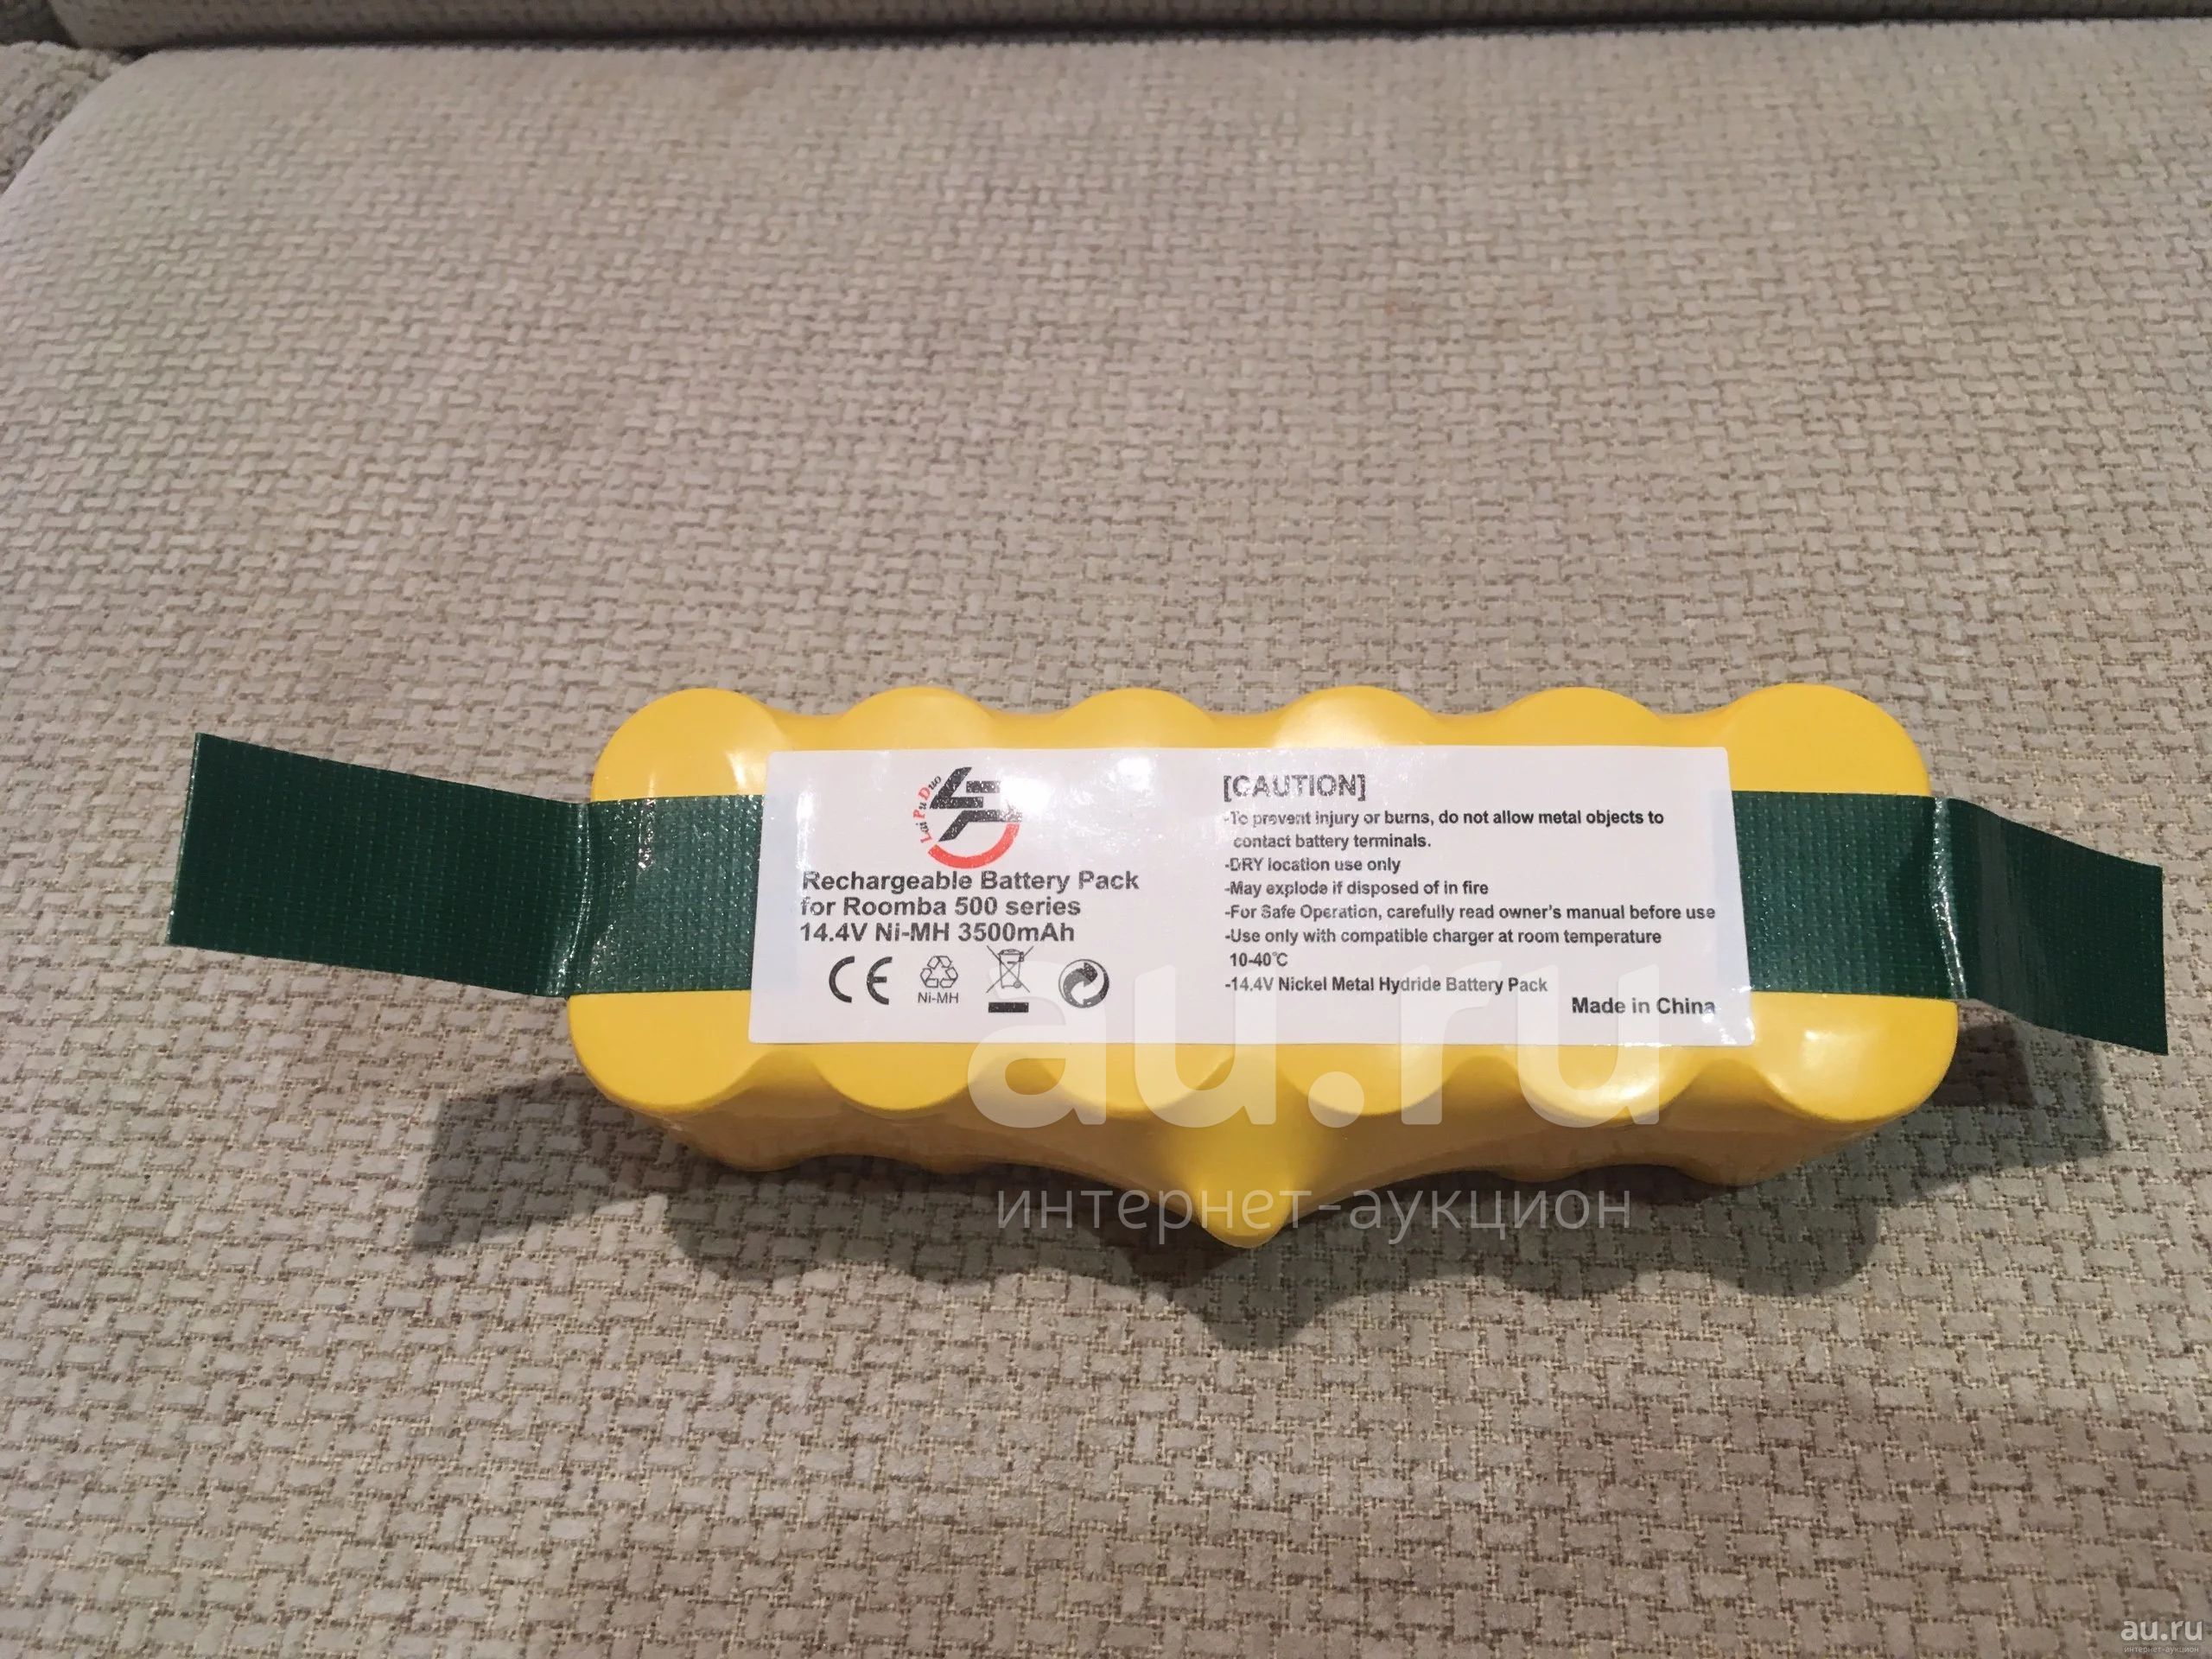 Lai Pu Duo
Rechargeable Battery Pack
for Roomba 500 series
14.4V Ni-MH 3500mAh
CE
Ni-MH
[CAUTION]
-To prevent injury or burns, do not allow metal objects to
contact battery terminals.
-DRY location use only
-May explode if disposed of in fire
-For Safe Operation, carefully read owner's manual before use
-Use only with compatible charger at room temperature
10-40℃
-14.4V Nickel Metal Hydride Battery Pack
Made in China
au.ru
интернет-аукцион
au.ru
интернет-аукцион